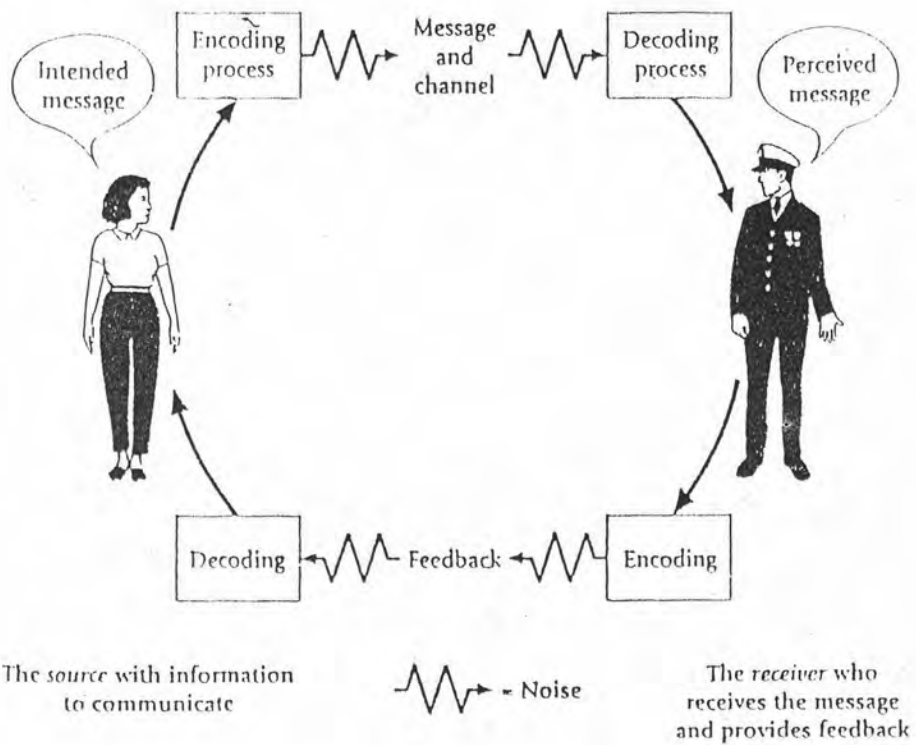 Intended
message
Encoding
process
Message
and
channel
Decoding
process
Perceived
message
Decoding
Feedback
Encoding
The source with information
to communicate
= Noise
The receiver who
receives the message
and provides feedback